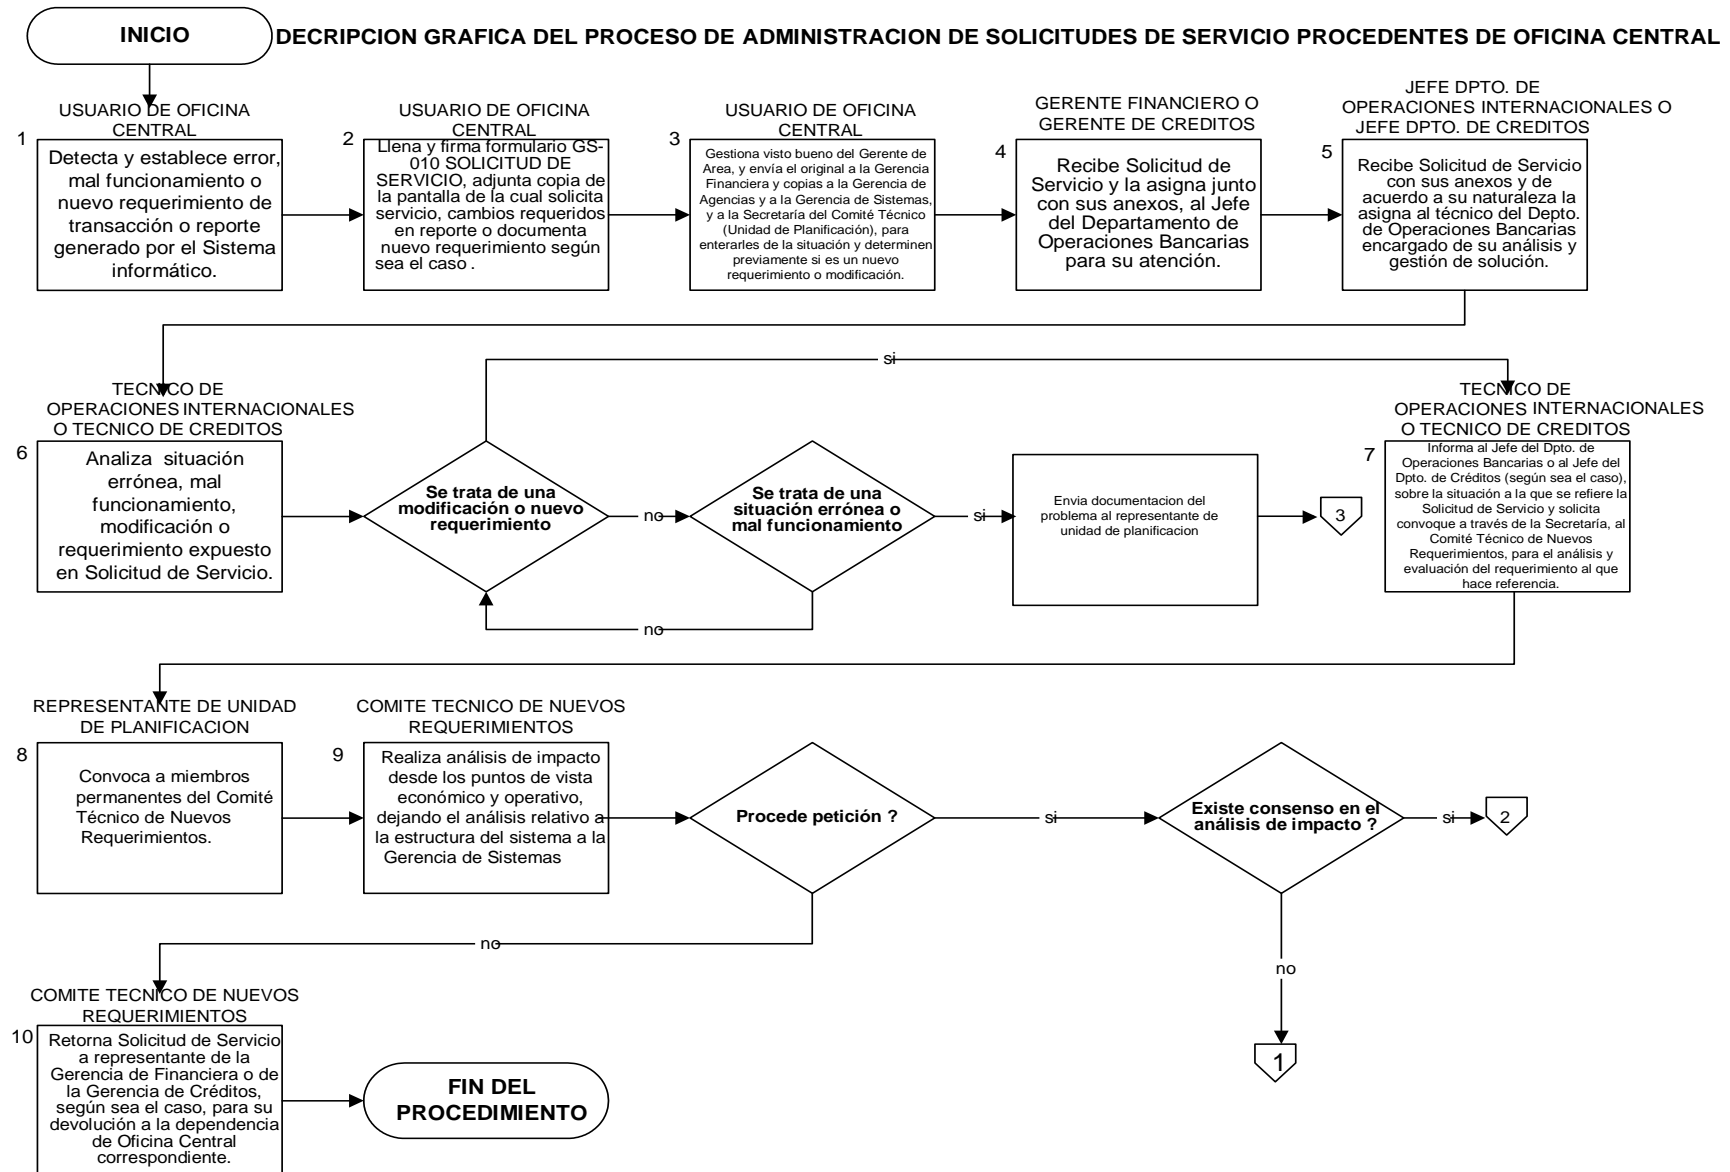 INICIO
DECRIPCION GRAFICA DEL PROCESO DE ADMINISTRACION DE SOLICITUDES DE SERVICIO PROCEDENTES DE OFICINA CENTRAL
USUARIO DE OFICINA
CENTRAL
1
Detecta y establece error,
mal funcionamiento o
nuevo requerimiento de
transacción o reporte
generado por el Sistema
informático.
USUARIO DE OFICINA
CENTRAL
2
Llena y firma formulario GS-
010 SOLICITUD DE
SERVICIO, adjunta copia de
la pantalla de la cual solicita
servicio, cambios requeridos
en reporte o documenta
nuevo requerimiento según
sea el caso .
USUARIO DE OFICINA
CENTRAL
3
Gestiona visto bueno del Gerente de
Area, y envía el original a la Gerencia
Financiera y copias a la Gerencia de
Agencias y a la Gerencia de Sistemas,
y a la Secretaría del Comité Técnico
(Unidad de Planificación), para
enterarles de la situación y determinen
previamente si es un nuevo
requerimiento o modificación.
GERENTE FINANCIERO O
GERENTE DE CREDITOS
4
Recibe Solicitud de
Servicio y la asigna junto
con sus anexos, al Jefe
del Departamento de
Operaciones Bancarias
para su atención.
JEFE DPTO. DE
OPERACIONES INTERNACIONALES O
JEFE DPTO. DE CREDITOS
5
Recibe Solicitud de Servicio
con sus anexos y de
acuerdo a su naturaleza la
asigna al técnico del Depto.
de Operaciones Bancarias
encargado de su análisis y
gestión de solución.
TECNICO DE
OPERACIONES INTERNACIONALES
O TECNICO DE CREDITOS
6
Analiza situación
errónea, mal
funcionamiento,
modificación o
requerimiento expuesto
en Solicitud de Servicio.
Se trata de una
modificación o nuevo
requerimiento
si
no
Se trata de una
situación errónea o
mal funcionamiento
si
no
Envia documentacion del
problema al representante de
unidad de planificacion
3
TECNICO DE
OPERACIONES INTERNACIONALES
O TECNICO DE CREDITOS
7
Informa al Jefe del Dpto. de
Operaciones Bancarias o al Jefe del
Dpto. de Créditos (según sea el caso),
sobre la situación a la que se refiere la
Solicitud de Servicio y solicita
convoque a través de la Secretaría, al
Comité Técnico de Nuevos
Requerimientos, para el análisis y
evaluación del requerimiento al que
hace referencia.
REPRESENTANTE DE UNIDAD
DE PLANIFICACION
8
Convoca a miembros
permanentes del Comité
Técnico de Nuevos
Requerimientos.
COMITE TECNICO DE NUEVOS
REQUERIMIENTOS
9
Realiza análisis de impacto
desde los puntos de vista
económico y operativo,
dejando el análisis relativo a
la estructura del sistema a la
Gerencia de Sistemas
Procede petición ?
si
no
Existe consenso en el
análisis de impacto ?
si
2
no
1
COMITE TECNICO DE NUEVOS
REQUERIMIENTOS
10
Retorna Solicitud de Servicio
a representante de la
Gerencia de Financiera o de
la Gerencia de Créditos,
según sea el caso, para su
devolución a la dependencia
de Oficina Central
correspondiente.
FIN DEL
PROCEDIMIENTO